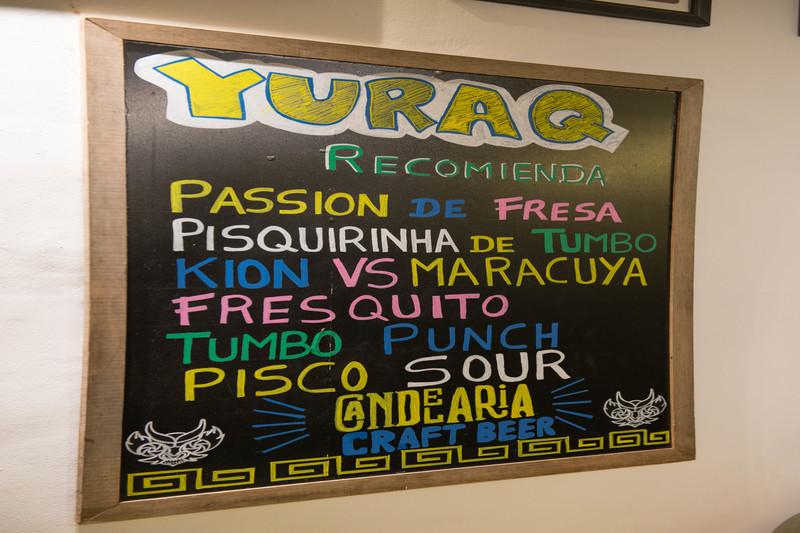 YURAQ
RECOMIENDA
PASSION DE FRESA
PISQUIRINHA DE TUMBO
KION VS MARACUYA
FRESQUITO
TUMBO PUNCH
PISCO SOUR
CANDELARIA
CRAFT BEER